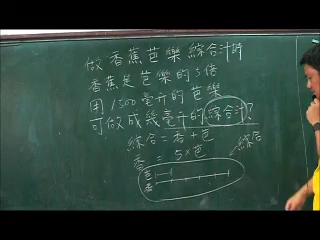 做香蕉芭樂綜合汁時
香蕉是芭樂的5倍
用1500毫升的芭樂
可做成幾毫升的綜合汁?
綜合=香+芭
香=5×芭
綜合
芭
香